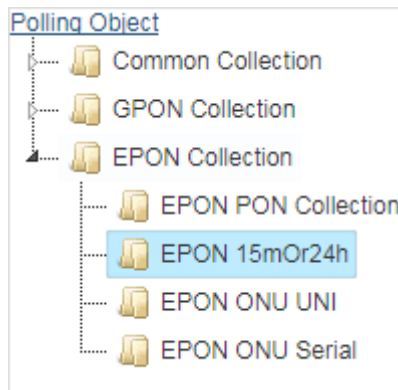 Polling Object
Common Collection
GPON Collection
EPON Collection
EPON PON Collection
EPON 15mOr24h
EPON ONU UNI
EPON ONU Serial